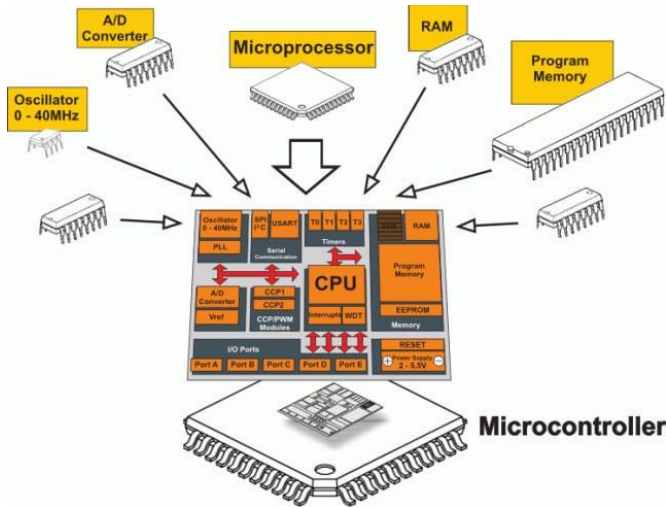 A/D
Converter
Microprocessor
RAM
Program
Memory
Oscillator
0 - 40MHz
Oscillator
0 - 40MHz
PLL
SPI
I²C
USART
Serial
Communication
T0
T1
T2
T3
Timers
RAM
Program
Memory
EEPROM
Memory
A/D
Converter
Vref
CCP1
CCP2
CCP/PWM
Modules
CPU
Interrupts
WDT
I/O Ports
Port A
Port B
Port C
Port D
Port E
RESET
Power Supply
2 - 5.5V
Microcontroller